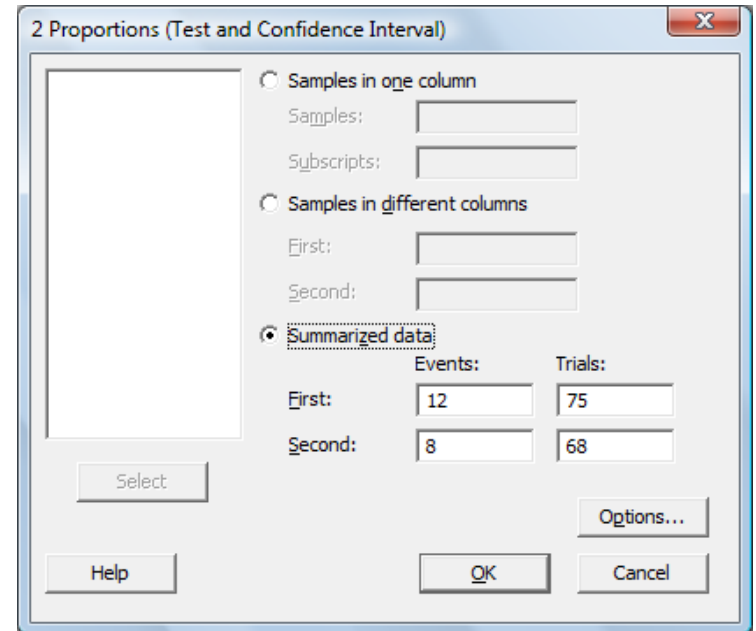 2 Proportions (Test and Confidence Interval)
Samples in one column
Samples:
Subscripts:
Samples in different columns
First:
Second:
Summarized data
Events: Trials:
First: 12 75
Second: 8 68
Select
Options...
Help OK Cancel